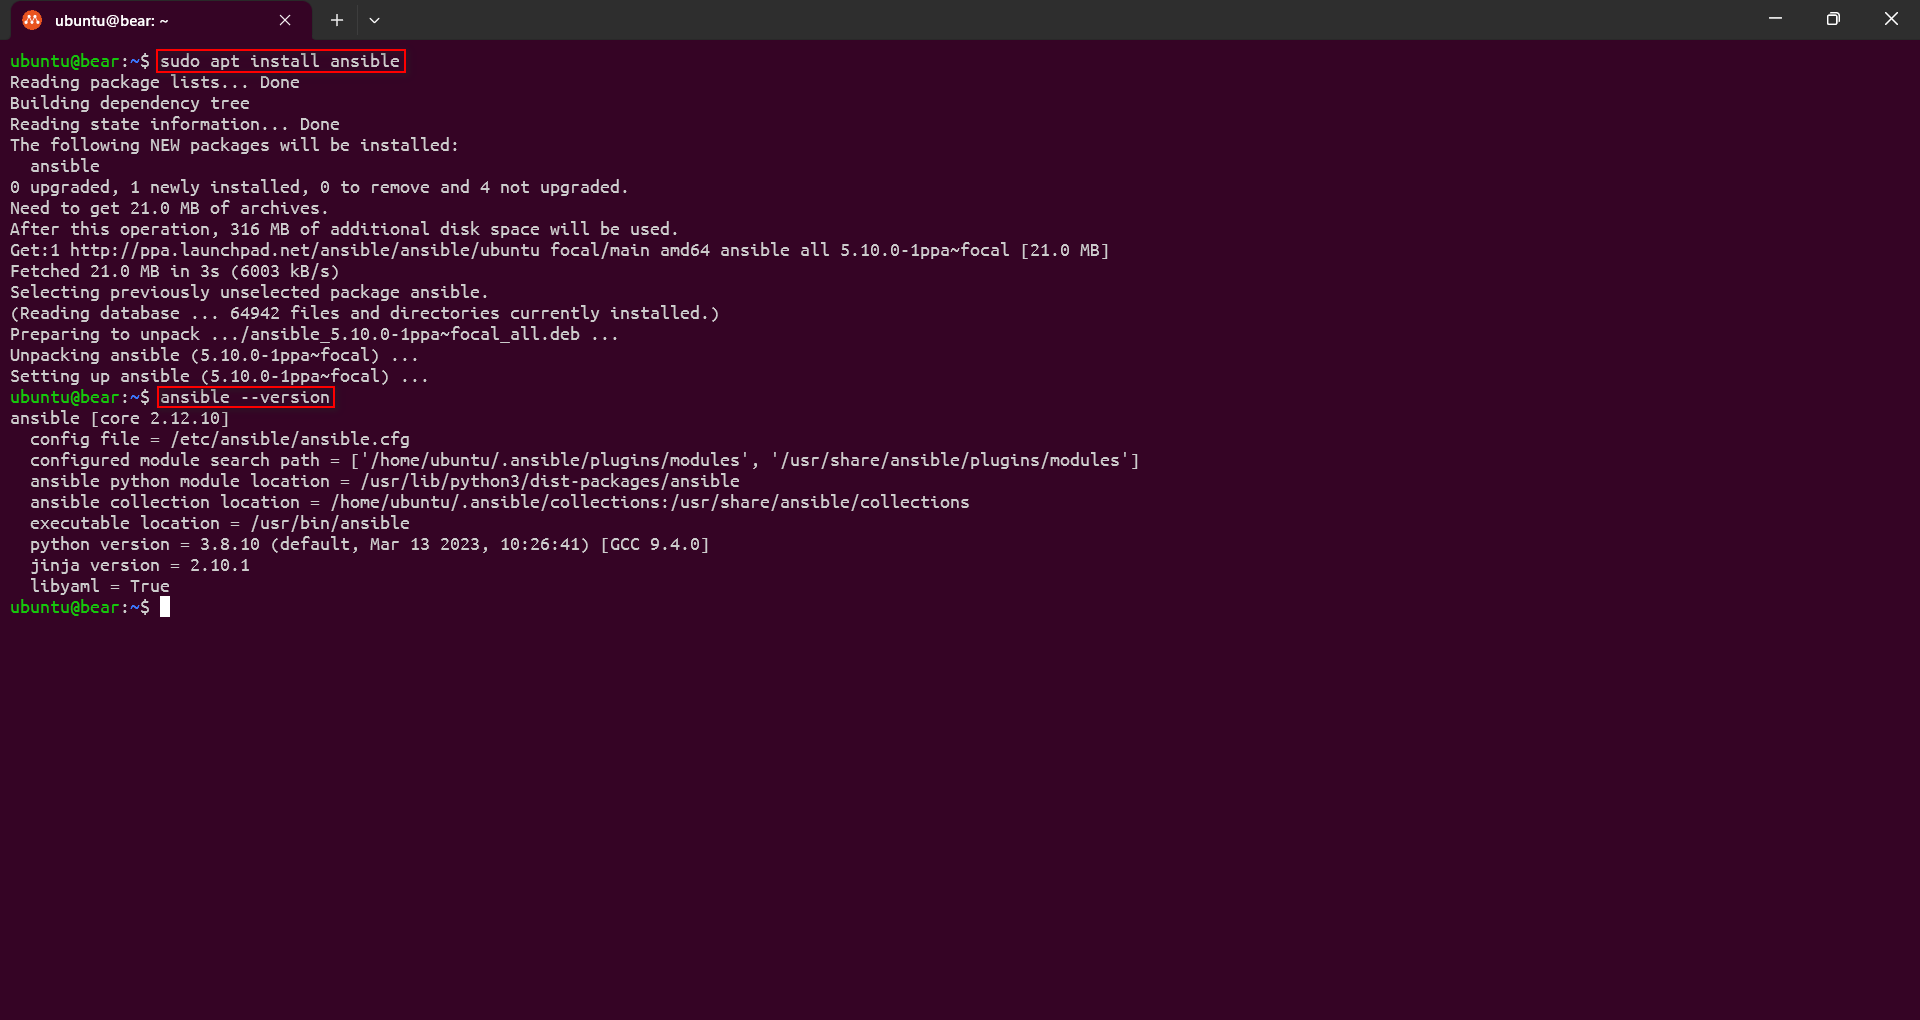 ubuntu@bear: ~
ubuntu@bear:~$ sudo apt install ansible
Reading package lists... Done
Building dependency tree
Reading state information... Done
The following NEW packages will be installed:
  ansible
0 upgraded, 1 newly installed, 0 to remove and 4 not upgraded.
Need to get 21.0 MB of archives.
After this operation, 316 MB of additional disk space will be used.
Get:1 http://ppa.launchpad.net/ansible/ansible/ubuntu focal/main amd64 ansible all 5.10.0-1ppa~focal [21.0 MB]
Fetched 21.0 MB in 3s (6003 kB/s)
Selecting previously unselected package ansible.
(Reading database ... 64942 files and directories currently installed.)
Preparing to unpack .../ansible_5.10.0-1ppa~focal_all.deb ...
Unpacking ansible (5.10.0-1ppa~focal) ...
Setting up ansible (5.10.0-1ppa~focal) ...
ubuntu@bear:~$ ansible --version
ansible [core 2.12.10]
  config file = /etc/ansible/ansible.cfg
  configured module search path = ['/home/ubuntu/.ansible/plugins/modules', '/usr/share/ansible/plugins/modules']
  ansible python module location = /usr/lib/python3/dist-packages/ansible
  ansible collection location = /home/ubuntu/.ansible/collections:/usr/share/ansible/collections
  executable location = /usr/bin/ansible
  python version = 3.8.10 (default, Mar 13 2023, 10:26:41) [GCC 9.4.0]
  jinja version = 2.10.1
  libyaml = True
ubuntu@bear:~$